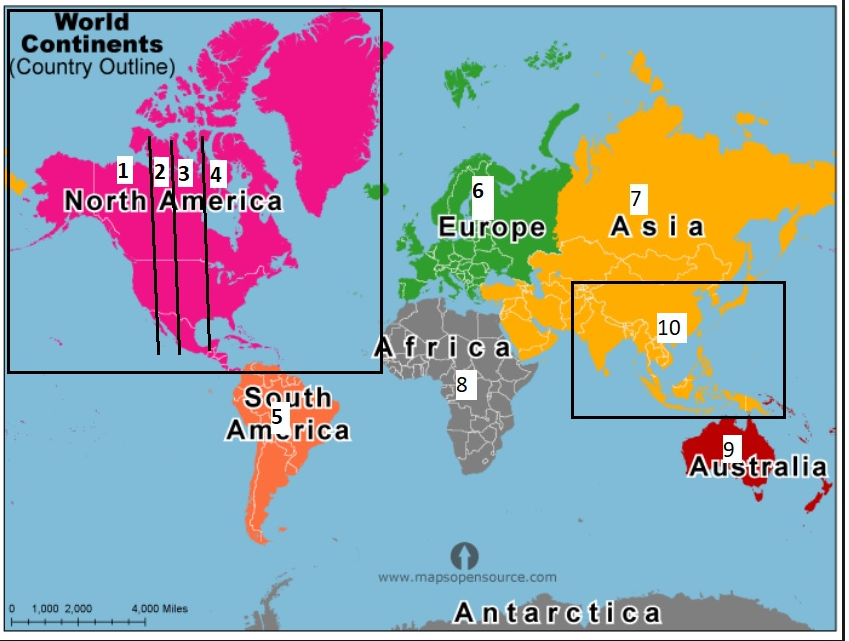 World
Continents
(Country Outline)
1 2 3 4
North America
6
Europe
7
Asia
10
Africa
8
South
5
America
9
Australia
www.mapsopensource.com
0 1,000 2,000 4,000 Miles
Antarctica